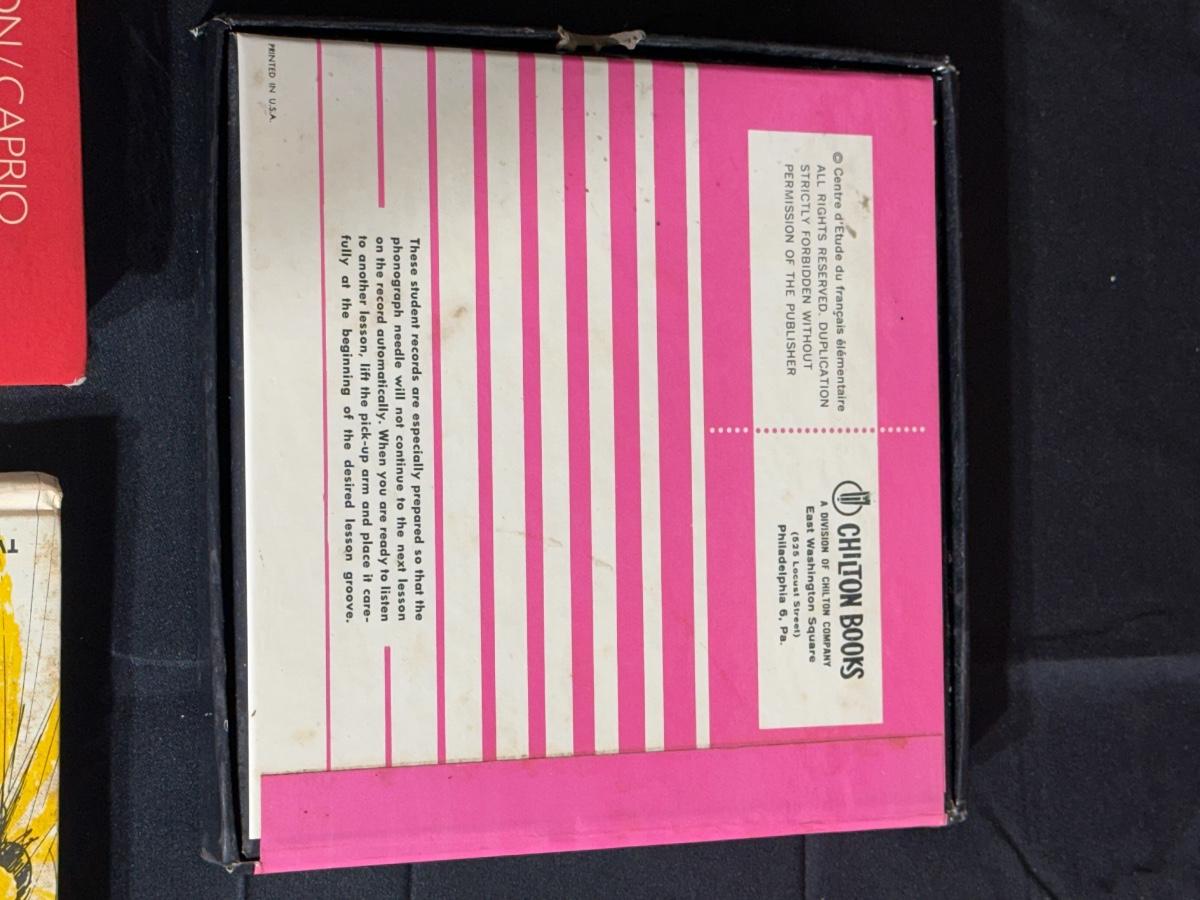 © Centre d'Etude du français élémentaire
ALL RIGHTS RESERVED. DUPLICATION
STRICTLY FORBIDDEN WITHOUT
PERMISSION OF THE PUBLISHER
CHILTON BOOKS
A DIVISION OF CHILTON COMPANY
East Washington Square
(525 Locust Street)
Philadelphia 6, Pa.
These student records are especially prepared so that the
phonograph needle will not continue to the next lesson
on the record automatically. When you are ready to listen
to another lesson, lift the pick-up arm and place it care-
fully at the beginning of the desired lesson groove.
PRINTED IN U.S.A.
ON / CAPRIO